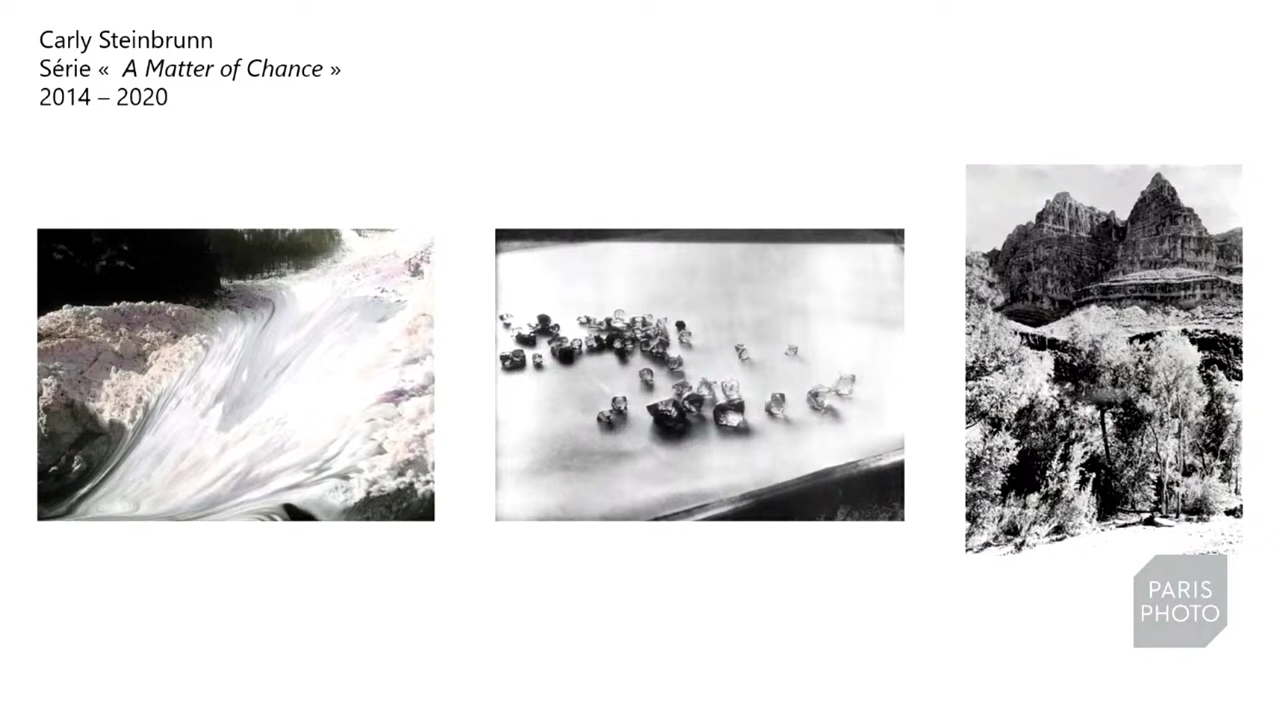 Carly Steinbrunn
Série «  A Matter of Chance »
2014 – 2020
PARIS
PHOTO